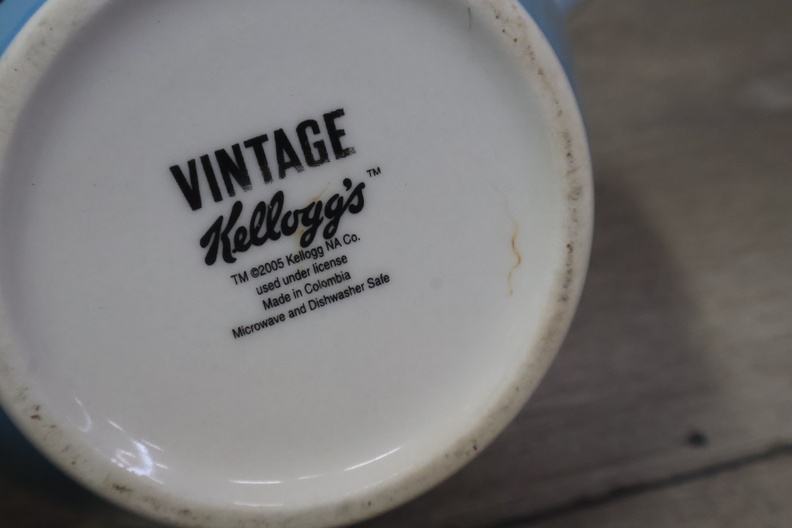 VINTAGE
Kellogg's™
TM ©2005 Kellogg NA Co.
used under license
Made in Colombia
Microwave and Dishwasher Safe